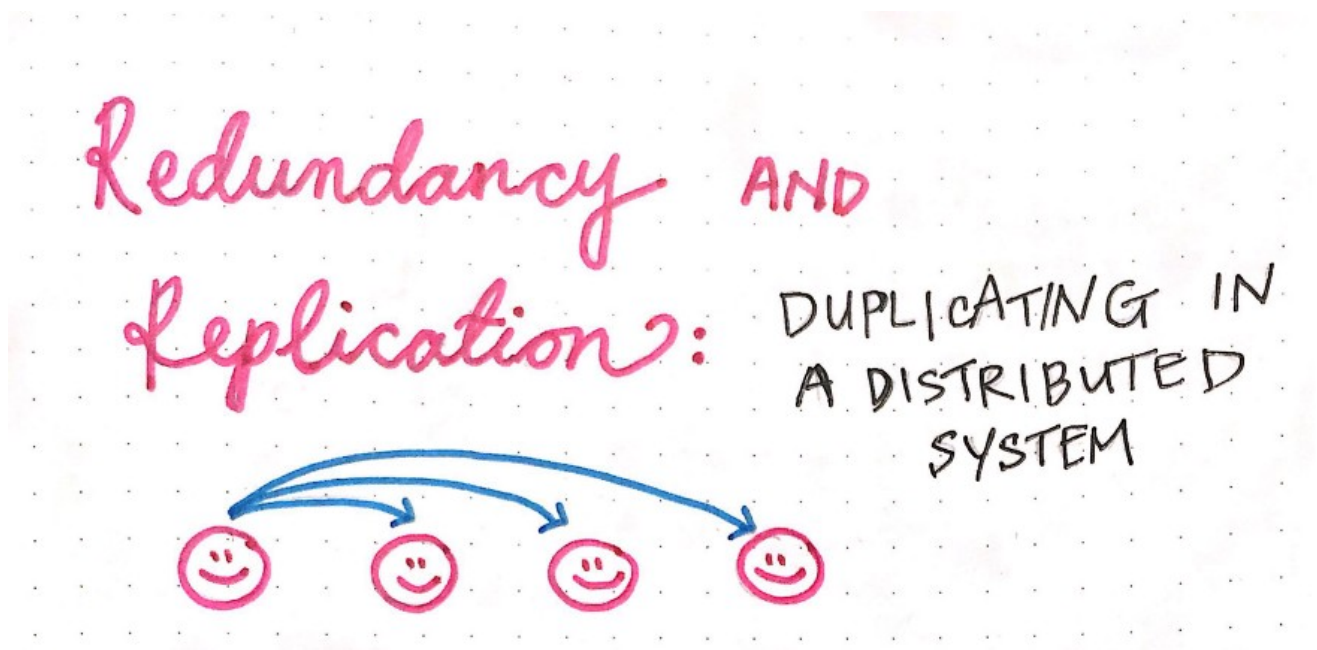 Redundancy AND
Replication:
DUPLICATING IN
A DISTRIBUTED
SYSTEM